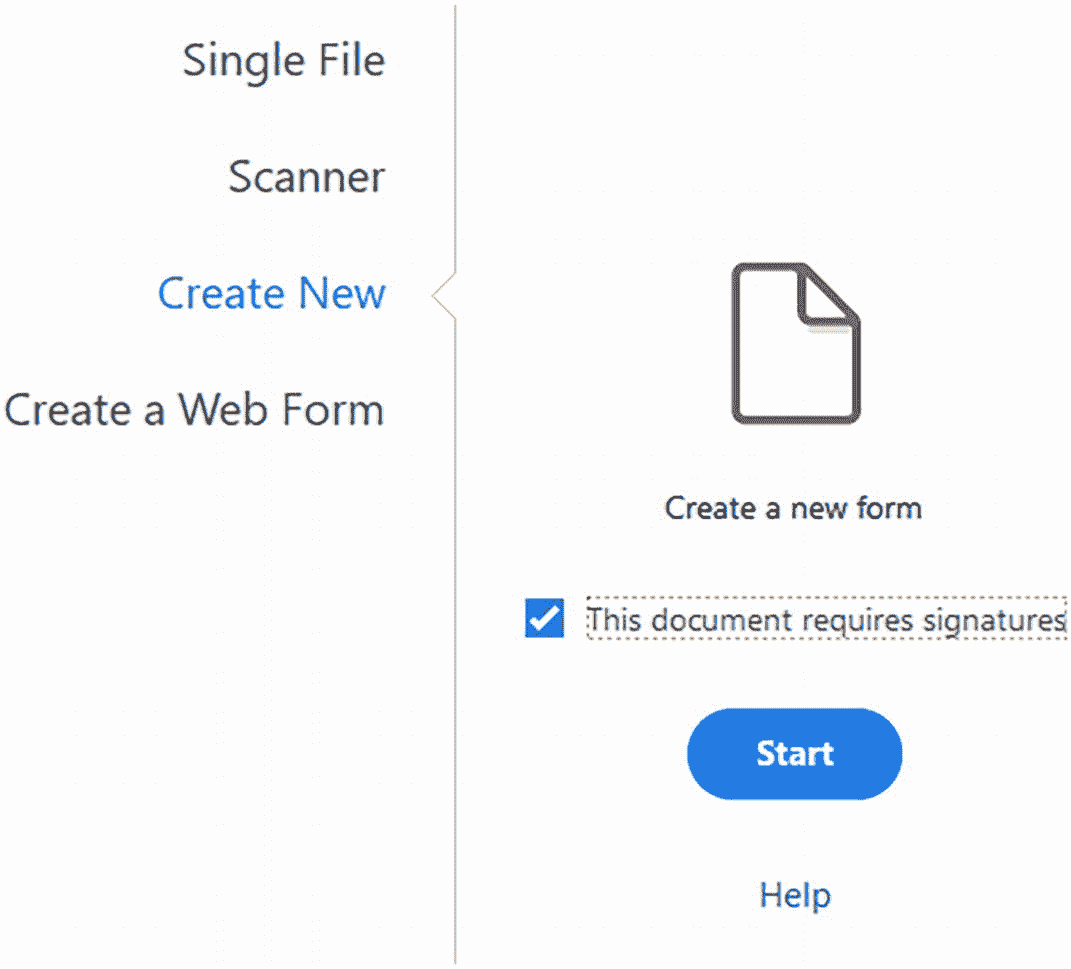 Single File
Scanner
Create New
Create a Web Form
Create a new form
This document requires signatures
Start
Help